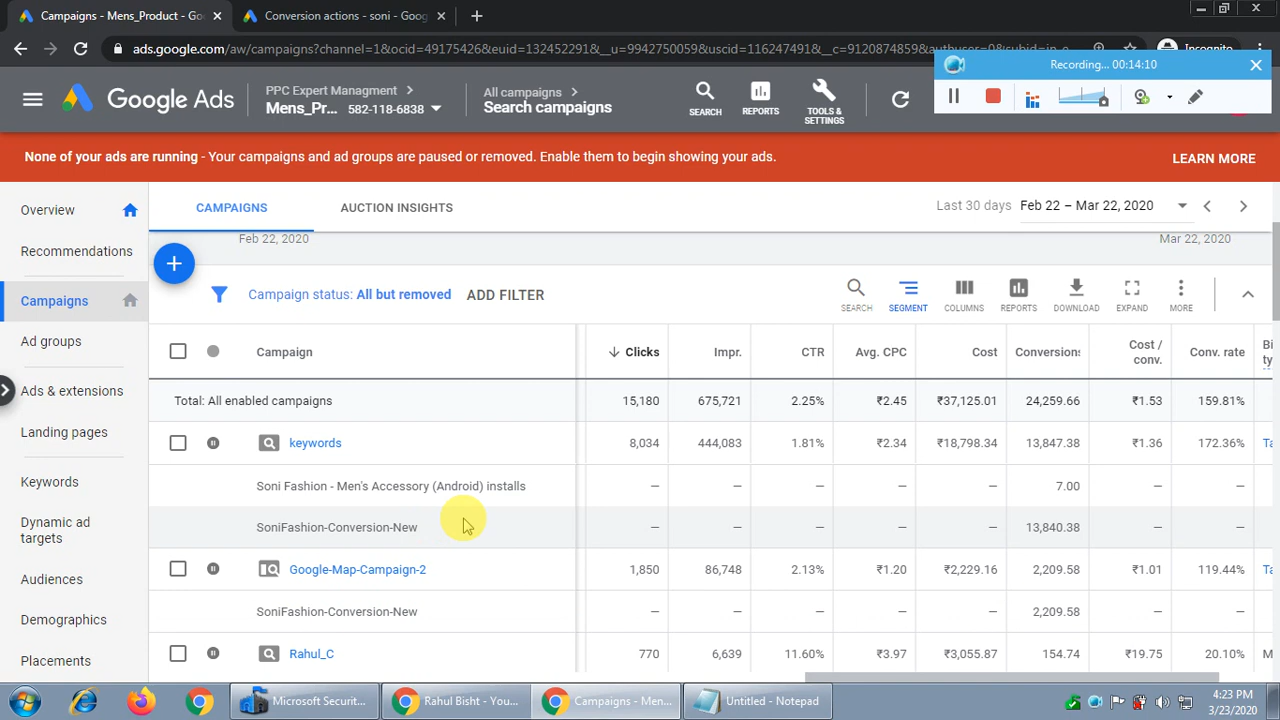 Campaigns - Mens_Product - Go
Conversion actions - soni - Goog
ads.google.com/aw/campaigns?channel=1&ocid=49175426&euid=1324522918&__u=9942750059&uscid=116247491&__c=9120874859&authuser=0&subid=in_e
Incognito
Recording... 00:14:10
Google Ads
PPC Expert Managment
Mens_Pr... 582-118-6838
All campaigns
Search campaigns
SEARCH
REPORTS
TOOLS & SETTINGS
None of your ads are running - Your campaigns and ad groups are paused or removed. Enable them to begin showing your ads.
LEARN MORE
Overview
Recommendations
Campaigns
Ad groups
Ads & extensions
Landing pages
Keywords
Dynamic ad targets
Audiences
Demographics
Placements
CAMPAIGNS
AUCTION INSIGHTS
Last 30 days Feb 22 – Mar 22, 2020
Feb 22, 2020
Mar 22, 2020
Campaign status: All but removed
ADD FILTER
SEARCH
SEGMENT
COLUMNS
REPORTS
DOWNLOAD
EXPAND
MORE
Campaign Clicks Impr. CTR Avg. CPC Cost Conversions Cost / conv. Conv. rate Bi ty
Total: All enabled campaigns 15,180 675,721 2.25% ₹2.45 ₹37,125.01 24,259.66 ₹1.53 159.81%
keywords 8,034 444,083 1.81% ₹2.34 ₹18,798.34 13,847.38 ₹1.36 172.36% Ta
Soni Fashion - Men's Accessory (Android) installs – – – – – 7.00 – –
SoniFashion-Conversion-New – – – – – 13,840.38 – –
Google-Map-Campaign-2 1,850 86,748 2.13% ₹1.20 ₹2,229.16 2,209.58 ₹1.01 119.44% Ta
SoniFashion-Conversion-New – – – – – 2,209.58 – –
Rahul_C 770 6,639 11.60% ₹3.97 ₹3,055.87 154.74 ₹19.75 20.10% M
Microsoft Securit...
Rahul Bisht - You...
Campaigns - Men...
Untitled - Notepad
4:23 PM
3/23/2020